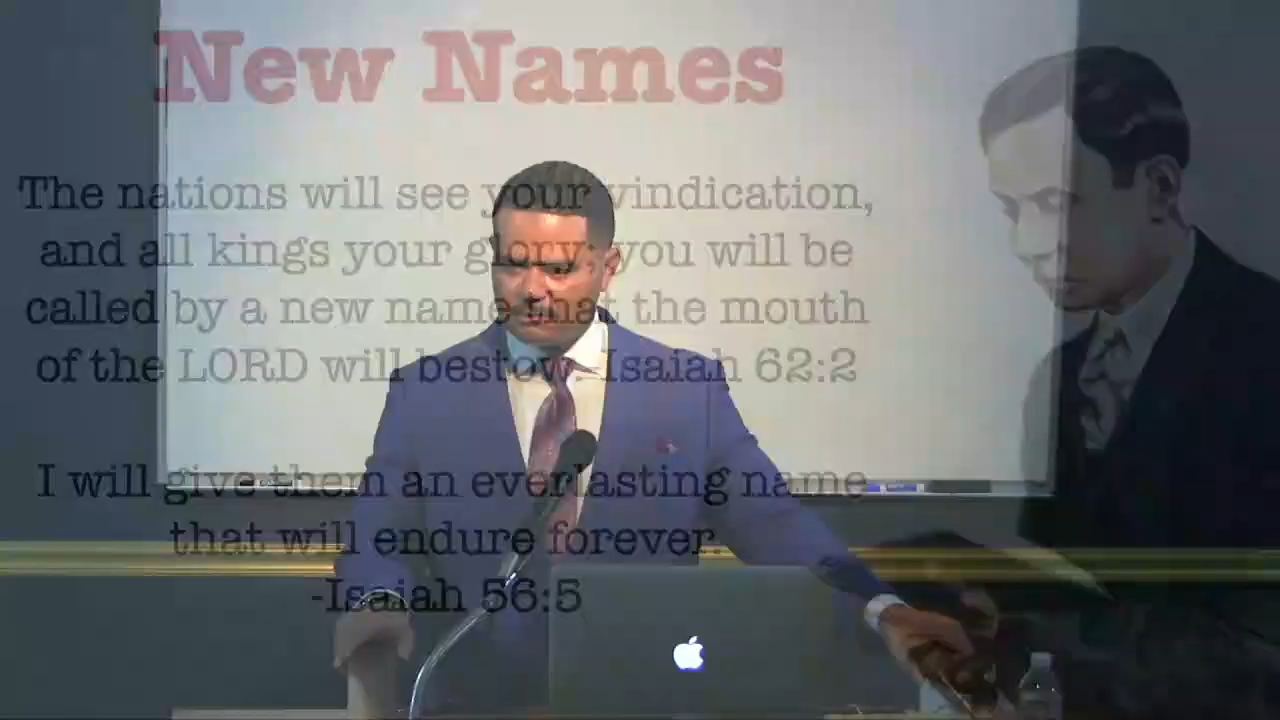 New Names
The nations will see your vindication,
and all kings your glory; you will be
called by a new name that the mouth
of the LORD will bestow. Isaiah 62:2
I will give them an everlasting name
that will endure forever.
-Isaiah 56:5